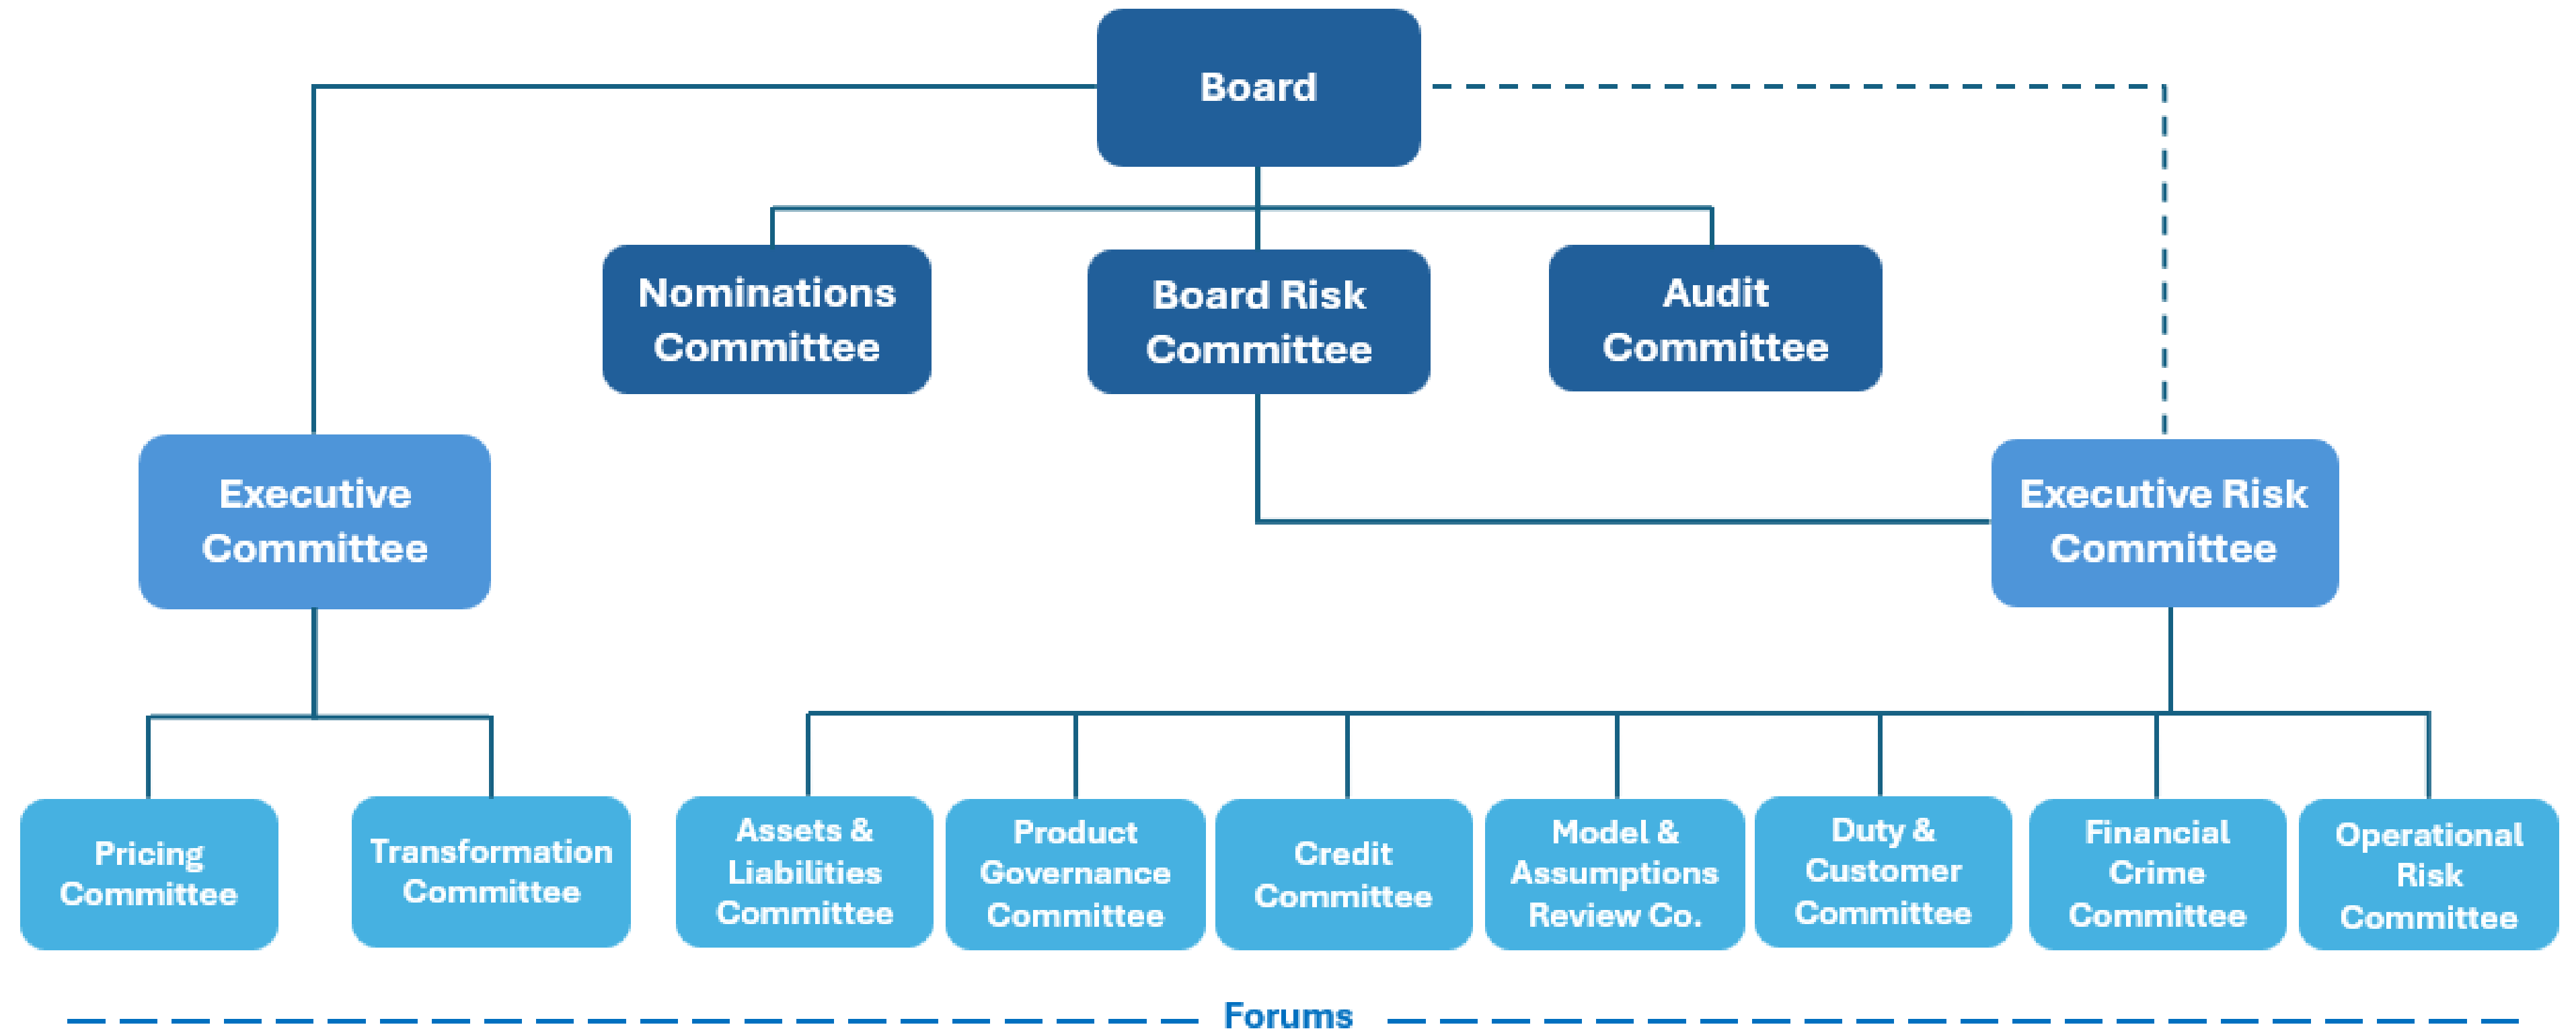 Board
Nominations
Committee
Board Risk
Committee
Audit
Committee
Executive
Committee
Executive Risk
Committee
Pricing
Committee
Transformation
Committee
Assets &
Liabilities
Committee
Product
Governance
Committee
Credit
Committee
Model &
Assumptions
Review Co.
Duty &
Customer
Committee
Financial
Crime
Committee
Operational
Risk
Committee
Forums